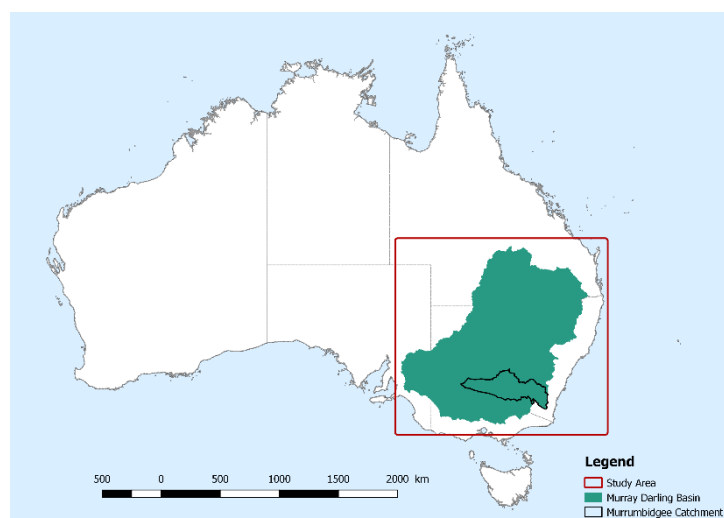 500 0 500 1000 1500 2000 km
Legend
Study Area
Murray Darling Basin
Murrumbidgee Catchment